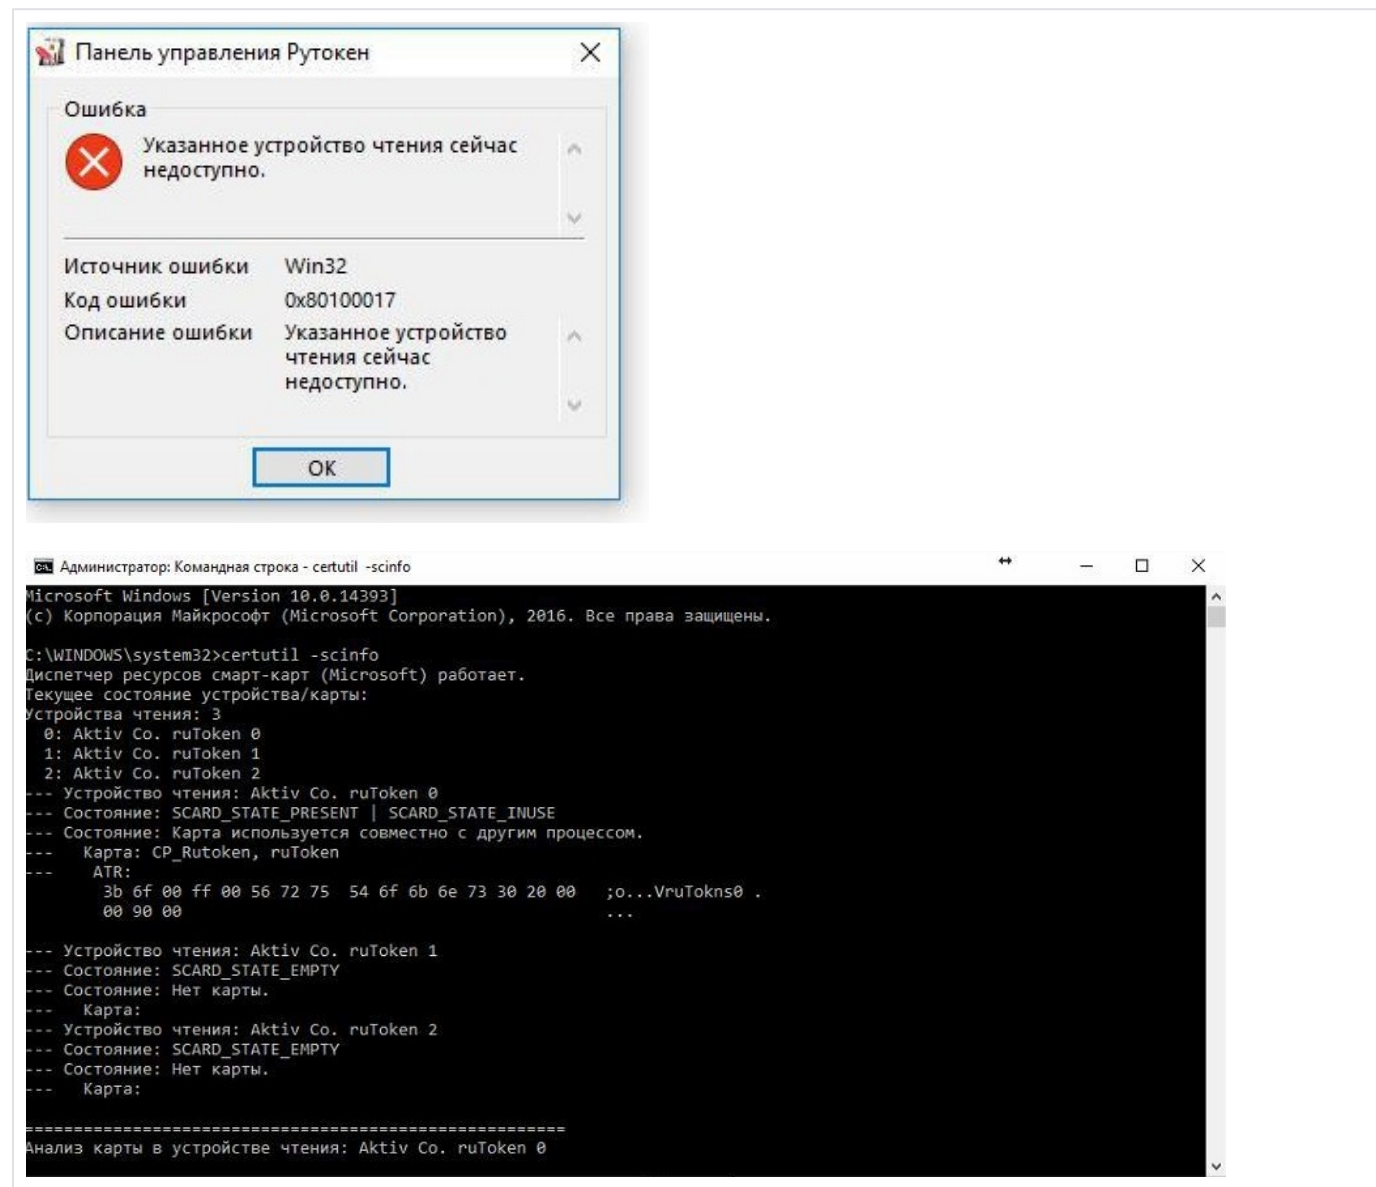 Панель управления Рутокен
Ошибка
Указанное устройство чтения сейчас
недоступно.
Источник ошибки Win32
Код ошибки 0x80100017
Описание ошибки Указанное устройство
чтения сейчас
недоступно.
ОК
Администратор: Командная строка - certutil -scinfo
Microsoft Windows [Version 10.0.14393]
(c) Корпорация Майкрософт (Microsoft Corporation), 2016. Все права защищены.
C:\WINDOWS\system32>certutil -scinfo
Диспетчер ресурсов смарт-карт (Microsoft) работает.
Текущее состояние устройства/карты:
Устройства чтения: 3
0: Aktiv Co. ruToken 0
1: Aktiv Co. ruToken 1
2: Aktiv Co. ruToken 2
--- Устройство чтения: Aktiv Co. ruToken 0
--- Состояние: SCARD_STATE_PRESENT | SCARD_STATE_INUSE
--- Состояние: Карта используется совместно с другим процессом.
--- Карта: CP_Rutoken, ruToken
--- ATR:
3b 6f 00 ff 00 56 72 75 54 6f 6b 6e 73 30 20 00 ;o...VruTokns0 .
00 90 00 ...
--- Устройство чтения: Aktiv Co. ruToken 1
--- Состояние: SCARD_STATE_EMPTY
--- Состояние: Нет карты.
--- Карта:
--- Устройство чтения: Aktiv Co. ruToken 2
--- Состояние: SCARD_STATE_EMPTY
--- Состояние: Нет карты.
--- Карта:
=======================================================
Анализ карты в устройстве чтения: Aktiv Co. ruToken 0